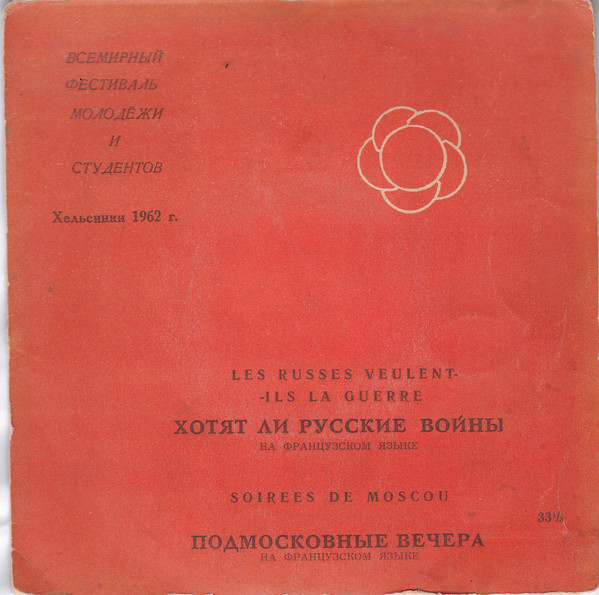 ВСЕМИРНЫЙ
ФЕСТИВАЛЬ
МОЛОДЁЖИ
И
СТУДЕНТОВ
Хельсинки 1962 г.
LES RUSSES VEULENT-
-ILS LA GUERRE
ХОТЯТ ЛИ РУССКИЕ ВОЙНЫ
НА ФРАНЦУЗСКОМ ЯЗЫКЕ
SOIREES DE MOSCOU
33⅓
ПОДМОСКОВНЫЕ ВЕЧЕРА
НА ФРАНЦУЗСКОМ ЯЗЫКЕ